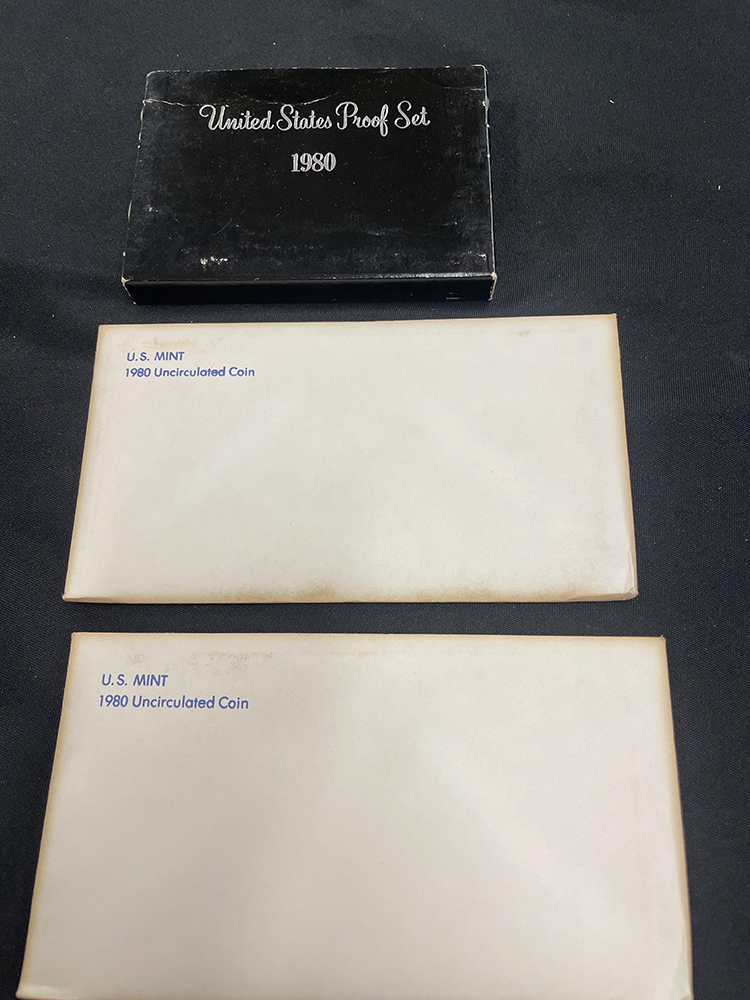 United States Proof Set
1980
U.S. MINT
1980 Uncirculated Coin
U.S. MINT
1980 Uncirculated Coin